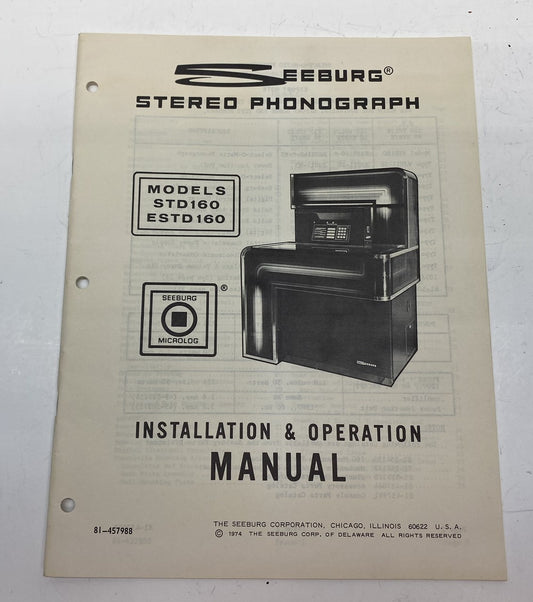 SEEBURG®
STEREO PHONOGRAPH
MODELS
STD160
ESTD160
SEEBURG
MICROLOG
®
INSTALLATION & OPERATION
MANUAL
81-457988
THE SEEBURG CORPORATION, CHICAGO, ILLINOIS 60622 U.S.A.
© 1974 THE SEEBURG CORP. OF DELAWARE ALL RIGHTS RESERVED